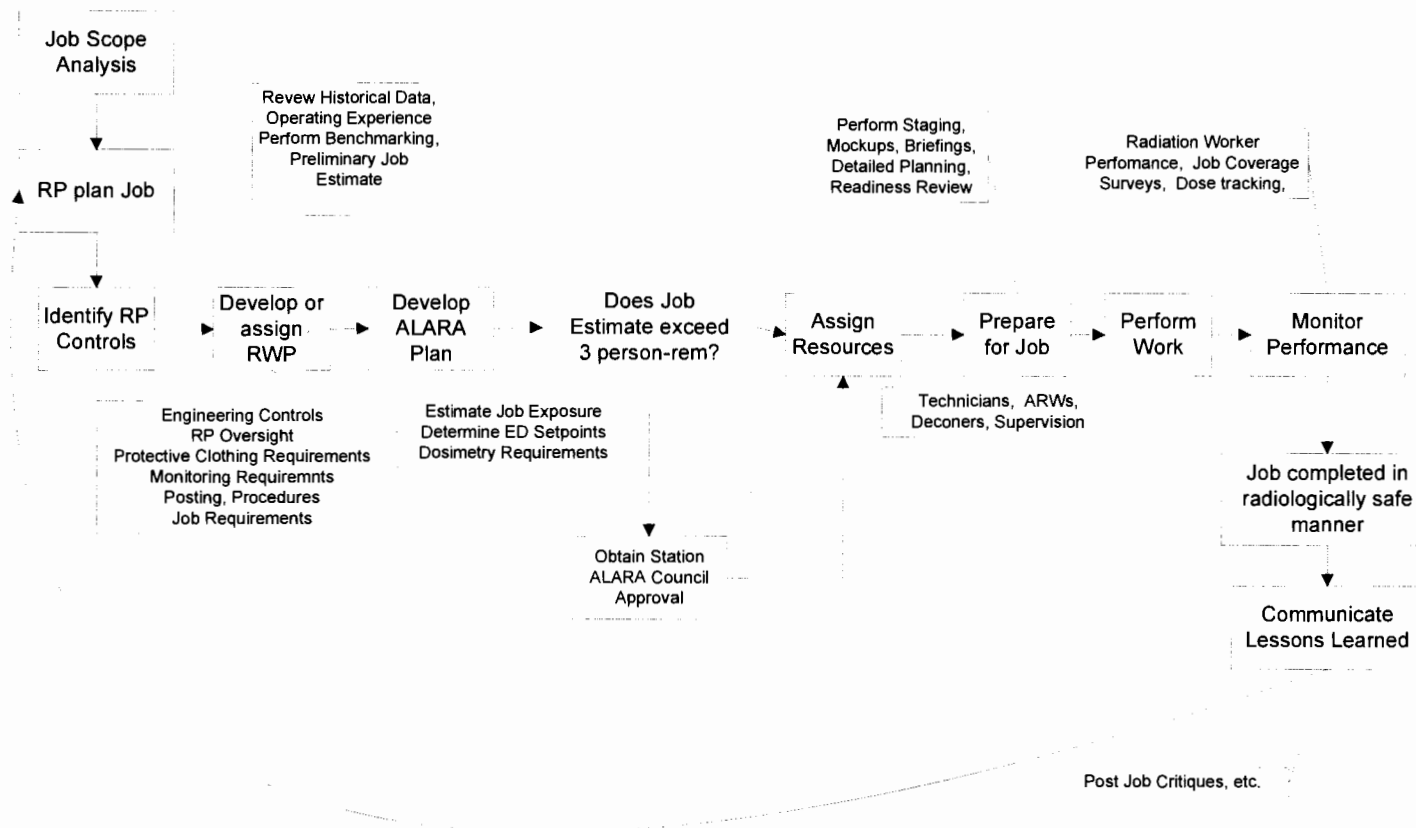 Job Scope
Analysis
Revew Historical Data,
Operating Experience
Perform Benchmarking,
Preliminary Job
Estimate
Perform Staging,
Mockups, Briefings,
Detailed Planning,
Readiness Review
Radiation Worker
Perfomance, Job Coverage
Surveys, Dose tracking,
RP plan Job
Identify RP
Controls
Develop or
assign
RWP
Develop
ALARA
Plan
Does Job
Estimate exceed
3 person-rem?
Assign
Resources
Prepare
for Job
Perform
Work
Monitor
Performance
Engineering Controls
RP Oversight
Protective Clothing Requirements
Monitoring Requiremnts
Posting, Procedures
Job Requirements
Estimate Job Exposure
Determine ED Setpoints
Dosimetry Requirements
Technicians, ARWs,
Deconers, Supervision
Obtain Station
ALARA Council
Approval
Job completed in
radiologically safe
manner
Communicate
Lessons Learned
Post Job Critiques, etc.